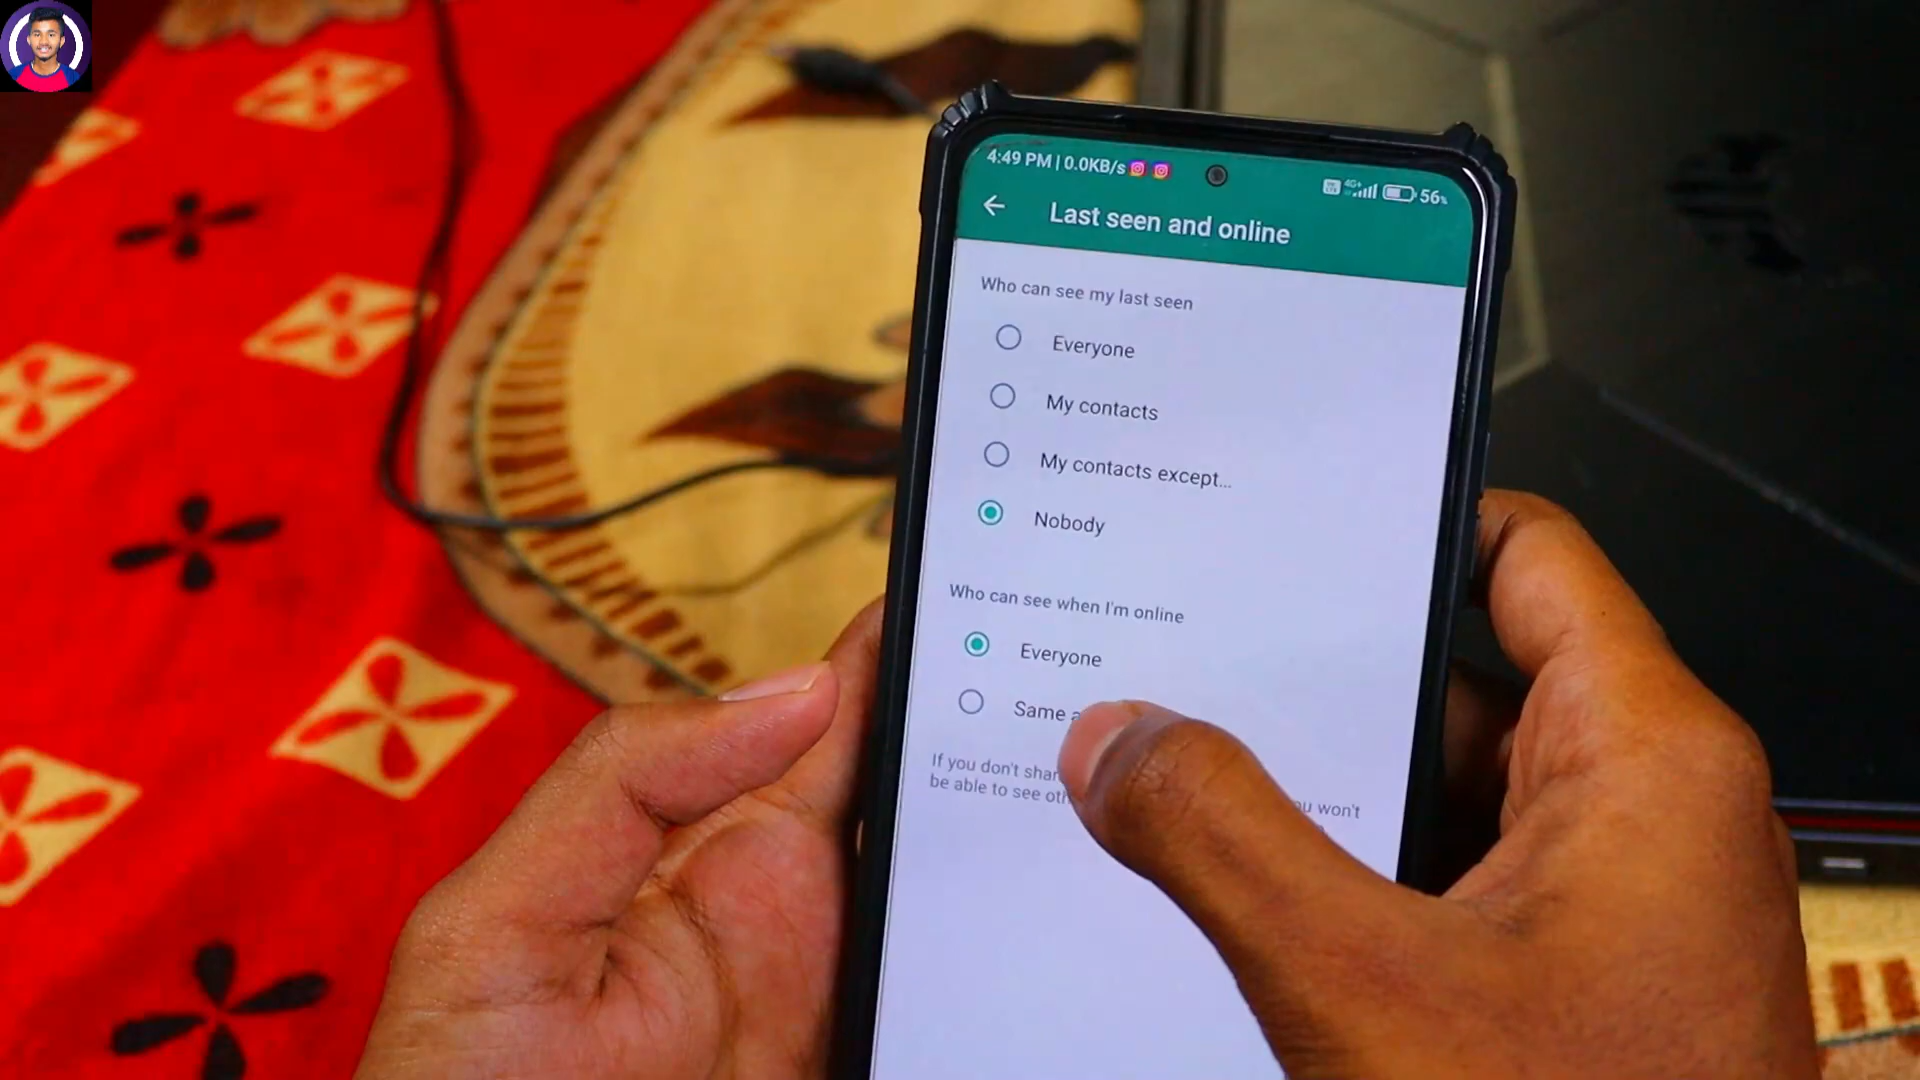 4:49 PM | 0.0KB/s
4G+
56%
Last seen and online
Who can see my last seen
Everyone
My contacts
My contacts except...
Nobody
Who can see when I'm online
Everyone
Same
If you don't u won't
be able to see